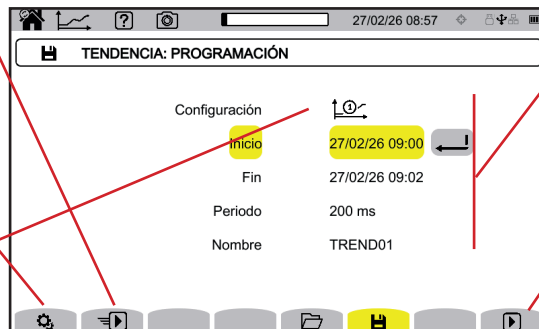 27/02/26 08:57
TENDENCIA: PROGRAMACIÓN
Configuración 1
Inicio 27/02/26 09:00
Fin 27/02/26 09:02
Periodo 200 ms
Nombre TREND01